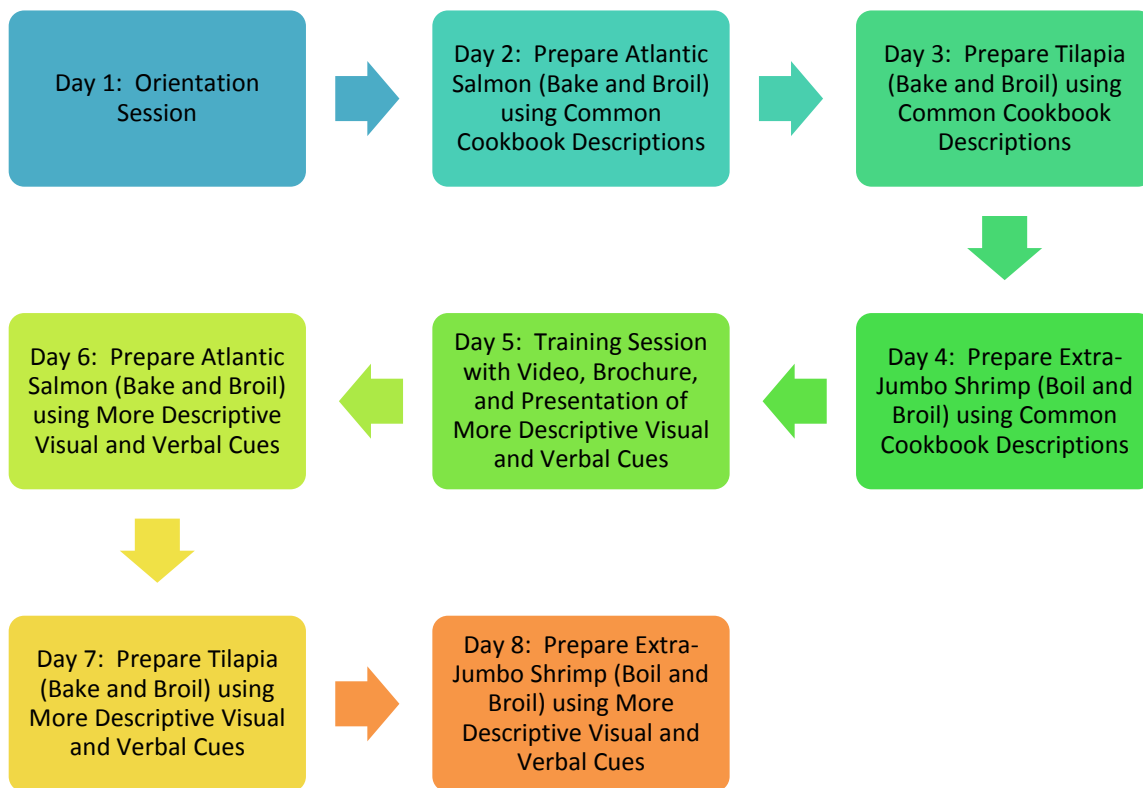 Day 1:  Orientation
Session
Day 2:  Prepare Atlantic
Salmon (Bake and Broil)
using Common
Cookbook Descriptions
Day 3:  Prepare Tilapia
(Bake and Broil) using
Common Cookbook
Descriptions
Day 4:  Prepare Extra-
Jumbo Shrimp (Boil and
Broil) using Common
Cookbook Descriptions
Day 5:  Training Session
with Video, Brochure,
and Presentation of
More Descriptive Visual
and Verbal Cues
Day 6:  Prepare Atlantic
Salmon (Bake and Broil)
using More Descriptive
Visual and Verbal Cues
Day 7:  Prepare Tilapia
(Bake and Broil) using
More Descriptive Visual
and Verbal Cues
Day 8:  Prepare Extra-
Jumbo Shrimp (Boil and
Broil) using More
Descriptive Visual and
Verbal Cues